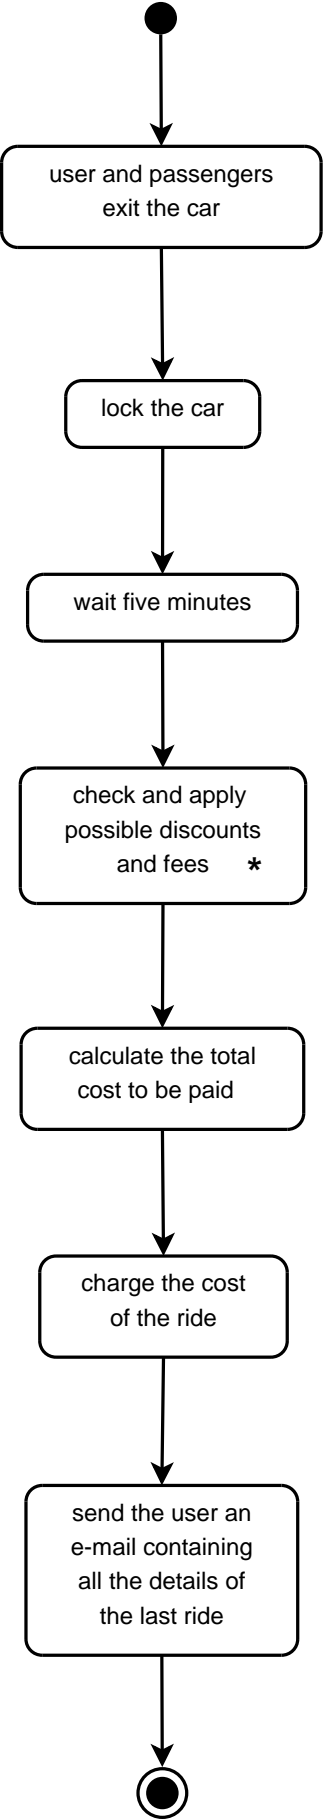 user and passengers
exit the car
lock the car
wait five minutes
check and apply
possible discounts
and fees *
calculate the total
cost to be paid
charge the cost
of the ride
send the user an
e-mail containing
all the details of
the last ride